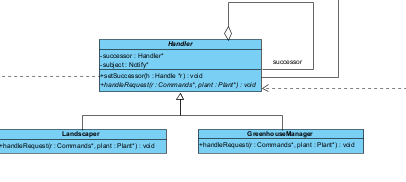 Handler
-successor : Handler*
-subject : Notify*
+setSuccessor(h : Handle *r) : void
+handleRequest(r : Commands*, plant : Plant*) : void
successor
Landscaper
+handleRequest(r : Commands*, plant : Plant*) : void
GreenhouseManager
+handleRequest(r : Commands*, plant : Plant*) : void